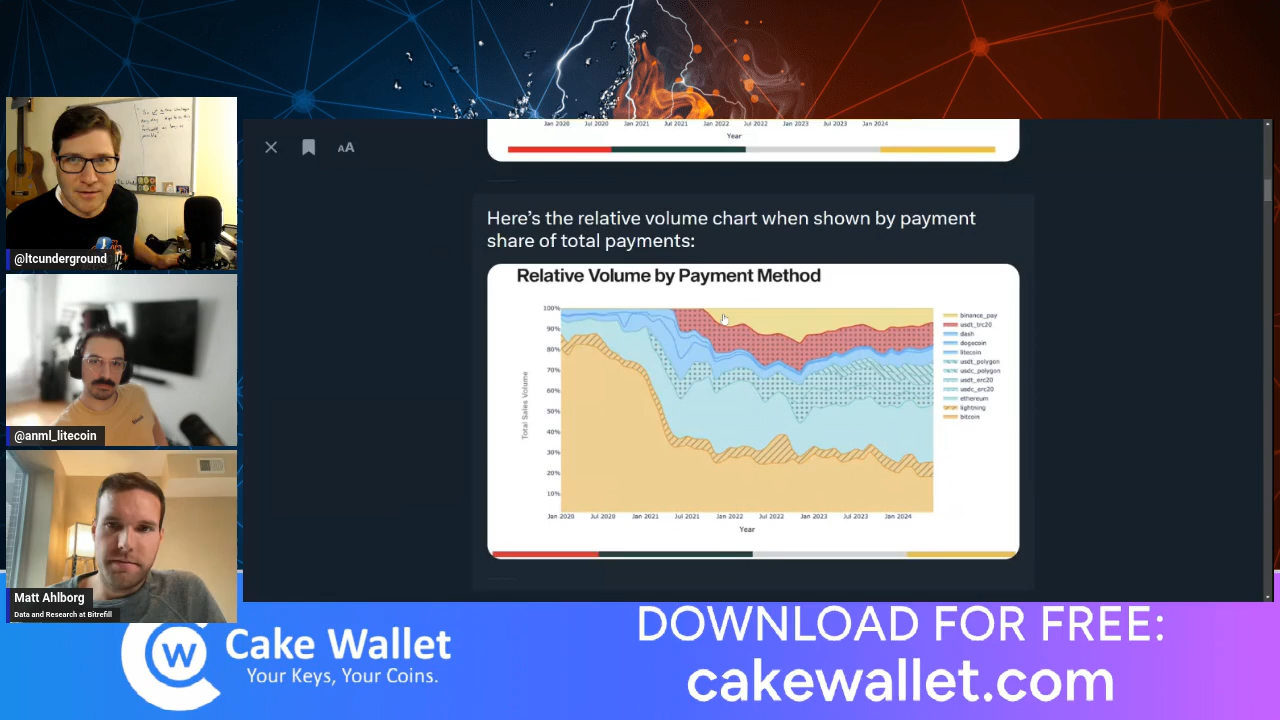 @ltcunderground
@anml_litecoin
Matt Ahlborg
Data and Research at Bitrefill
Jan 2020 Jul 2020 Jan 2021 Jul 2021 Jan 2022 Jul 2022 Jan 2023 Jul 2023 Jan 2024
Year
AA
Here's the relative volume chart when shown by payment
share of total payments:
Relative Volume by Payment Method
Total Sales Volume
100%
90%
80%
70%
60%
50%
40%
30%
20%
10%
Jan 2020 Jul 2020 Jan 2021 Jul 2021 Jan 2022 Jul 2022 Jan 2023 Jul 2023 Jan 2024
Year
binance_pay
usdt_trc20
dash
dogecoin
litecoin
usdt_polygon
usdc_polygon
usdt_erc20
usdc_erc20
ethereum
lightning
bitcoin
W
Cake Wallet
Your Keys, Your Coins.
DOWNLOAD FOR FREE:
cakewallet.com